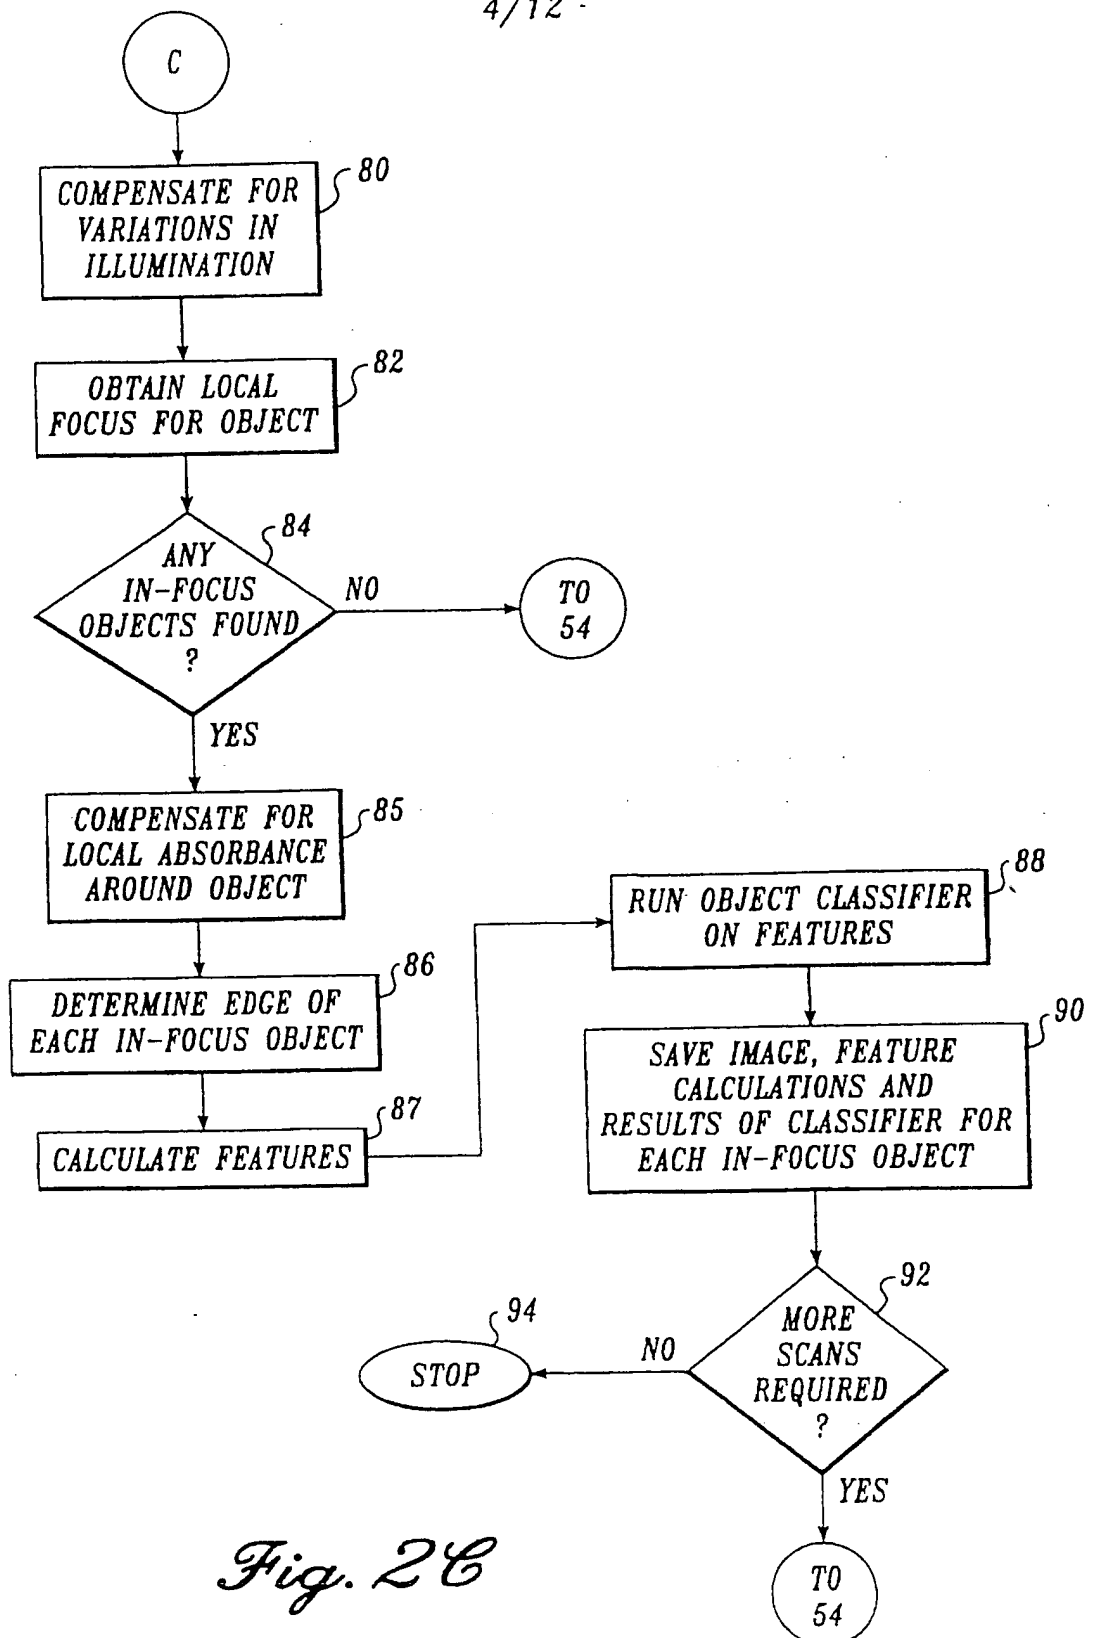 4/12
C
80
COMPENSATE FOR
VARIATIONS IN
ILLUMINATION
82
OBTAIN LOCAL
FOCUS FOR OBJECT
84
ANY
IN-FOCUS
OBJECTS FOUND
?
NO
TO
54
YES
85
COMPENSATE FOR
LOCAL ABSORBANCE
AROUND OBJECT
86
DETERMINE EDGE OF
EACH IN-FOCUS OBJECT
87
CALCULATE FEATURES
88
RUN OBJECT CLASSIFIER
ON FEATURES
90
SAVE IMAGE, FEATURE
CALCULATIONS AND
RESULTS OF CLASSIFIER FOR
EACH IN-FOCUS OBJECT
92
MORE
SCANS
REQUIRED
?
NO
94
STOP
YES
TO
54
Fig. 2C